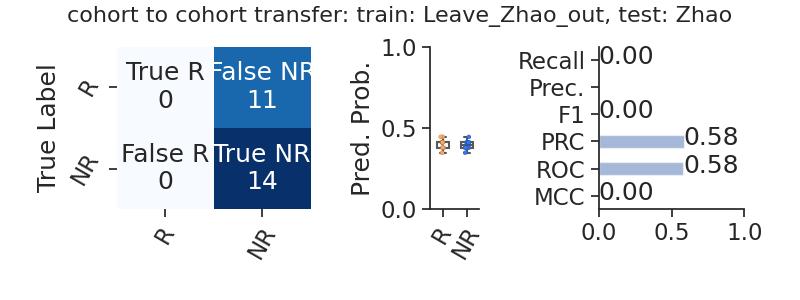 cohort to cohort transfer: train: Leave_Zhao_out, test: Zhao
True Label
R
NR
True R
0
False NR
11
False R
0
True NR
14
R
NR
Pred. Prob.
1.0
0.5
0.0
R
NR
Recall
0.00
Prec.
F1
0.00
PRC
0.58
ROC
0.58
MCC
0.00
0.0
0.5
1.0